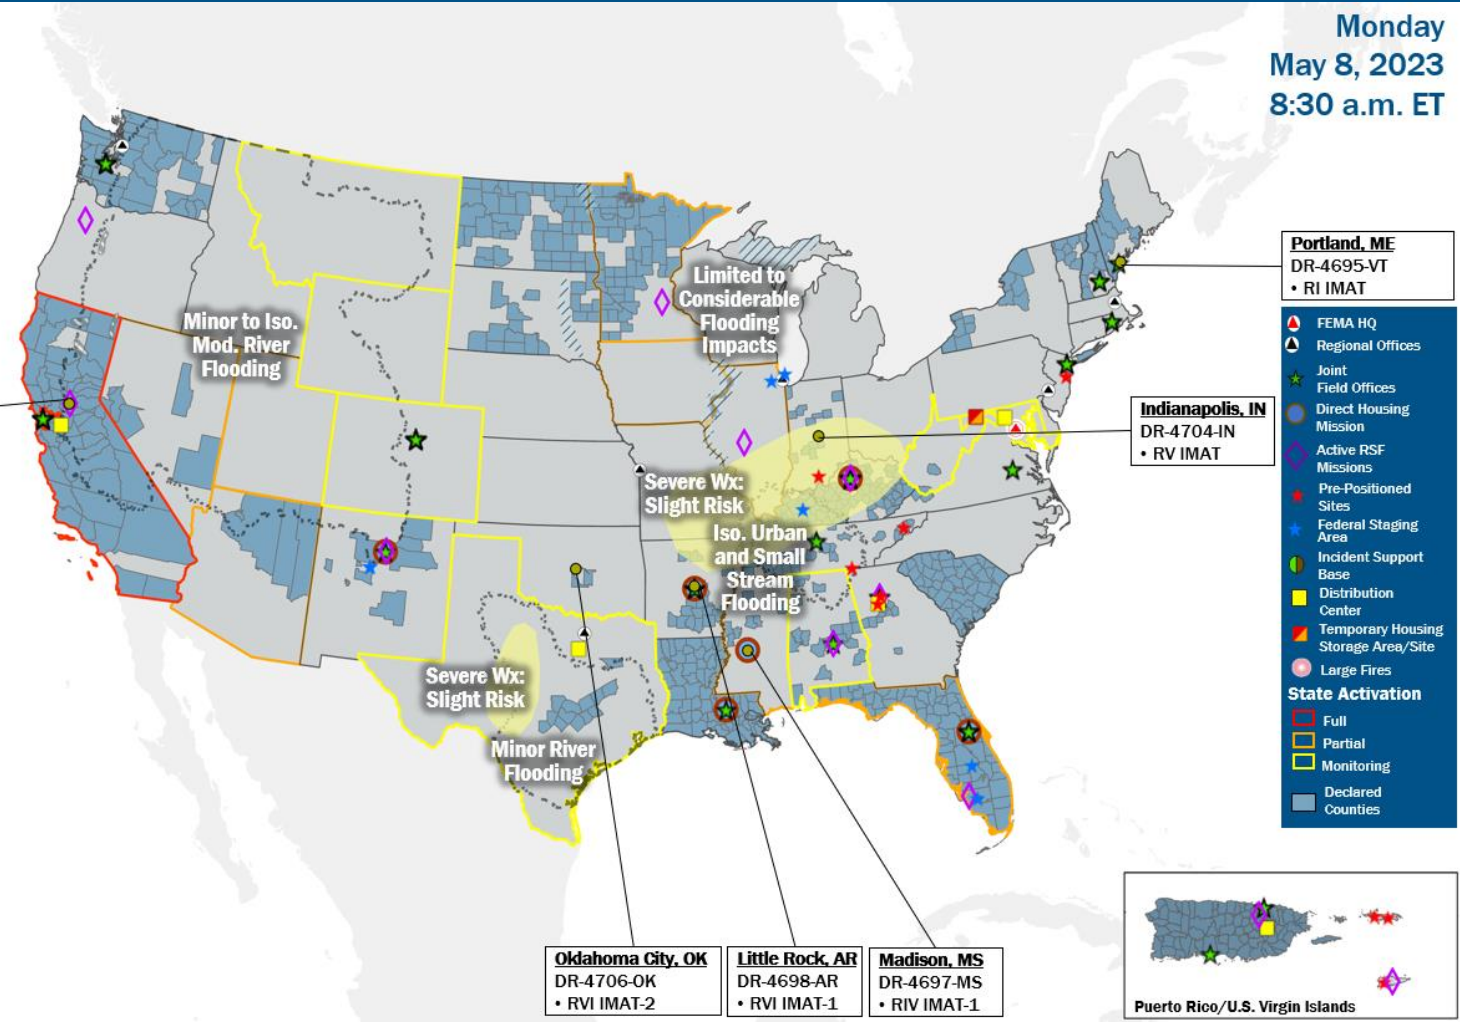 Monday
May 8, 2023
8:30 a.m. ET
Minor to Iso.
Mod. River
Flooding
Limited to
Considerable
Flooding
Impacts
Severe Wx:
Slight Risk
Iso. Urban
and Small
Stream
Flooding
Severe Wx:
Slight Risk
Minor River
Flooding
Portland, ME
DR-4695-VT
• RI IMAT
Indianapolis, IN
DR-4704-IN
• RV IMAT
Oklahoma City, OK
DR-4706-OK
• RVI IMAT-2
Little Rock, AR
DR-4698-AR
• RVI IMAT-1
Madison, MS
DR-4697-MS
• RIV IMAT-1
FEMA HQ
Regional Offices
Joint
Field Offices
Direct Housing
Mission
Active RSF
Missions
Pre-Positioned
Sites
Federal Staging
Area
Incident Support
Base
Distribution
Center
Temporary Housing
Storage Area/Site
Large Fires
State Activation
Full
Partial
Monitoring
Declared
Counties
Puerto Rico/U.S. Virgin Islands